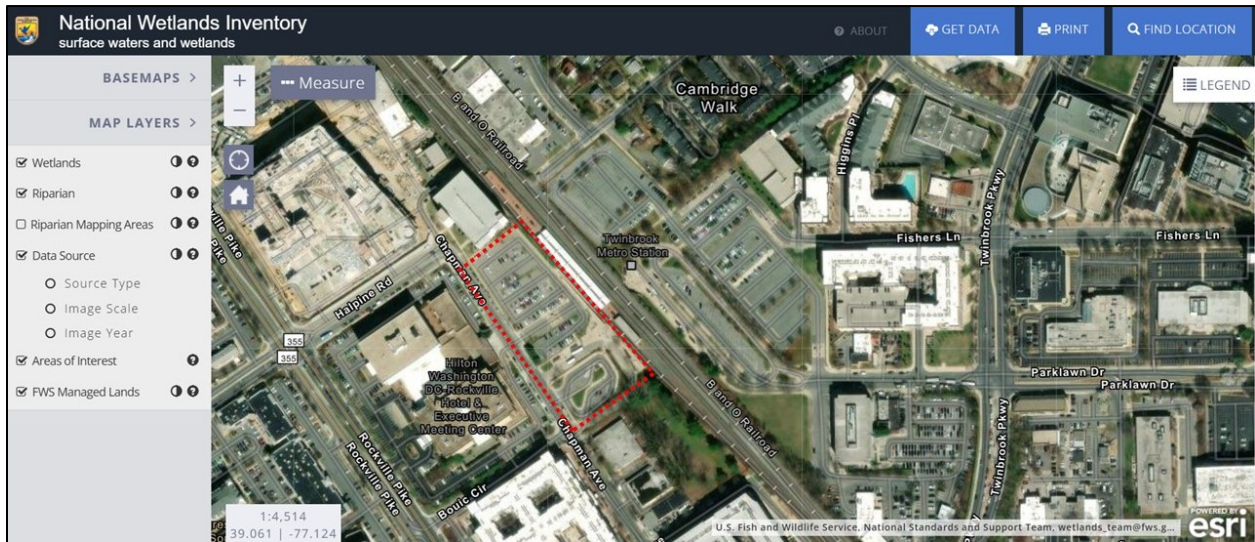 National Wetlands Inventory
surface waters and wetlands
ABOUT
GET DATA
PRINT
FIND LOCATION
BASEMAPS >
MAP LAYERS >
Wetlands
Riparian
Riparian Mapping Areas
Data Source
Source Type
Image Scale
Image Year
Areas of Interest
FWS Managed Lands
+
Measure
−
LEGEND
Cambridge
Walk
B and O Railroad
Higgins Pl
Twinbrook Pkwy
Fishers Ln
Fishers Ln
Twinbrook
Metro Station
Chapman Ave
Halpine Rd
Pike
355
355
Hilton
Washington
DC-Rockville
Hotel &
Executive
Meeting Center
Parklawn Dr
Parklawn Dr
B and O Railroad
Chapman Ave
Twinbrook Pkwy
Rockville Pike
Rockville Pike
Bouic Cir
1:4,514
39.061 | -77.124
U.S. Fish and Wildlife Service, National Standards and Support Team, wetlands_team@fws.g...
POWERED BY
esri